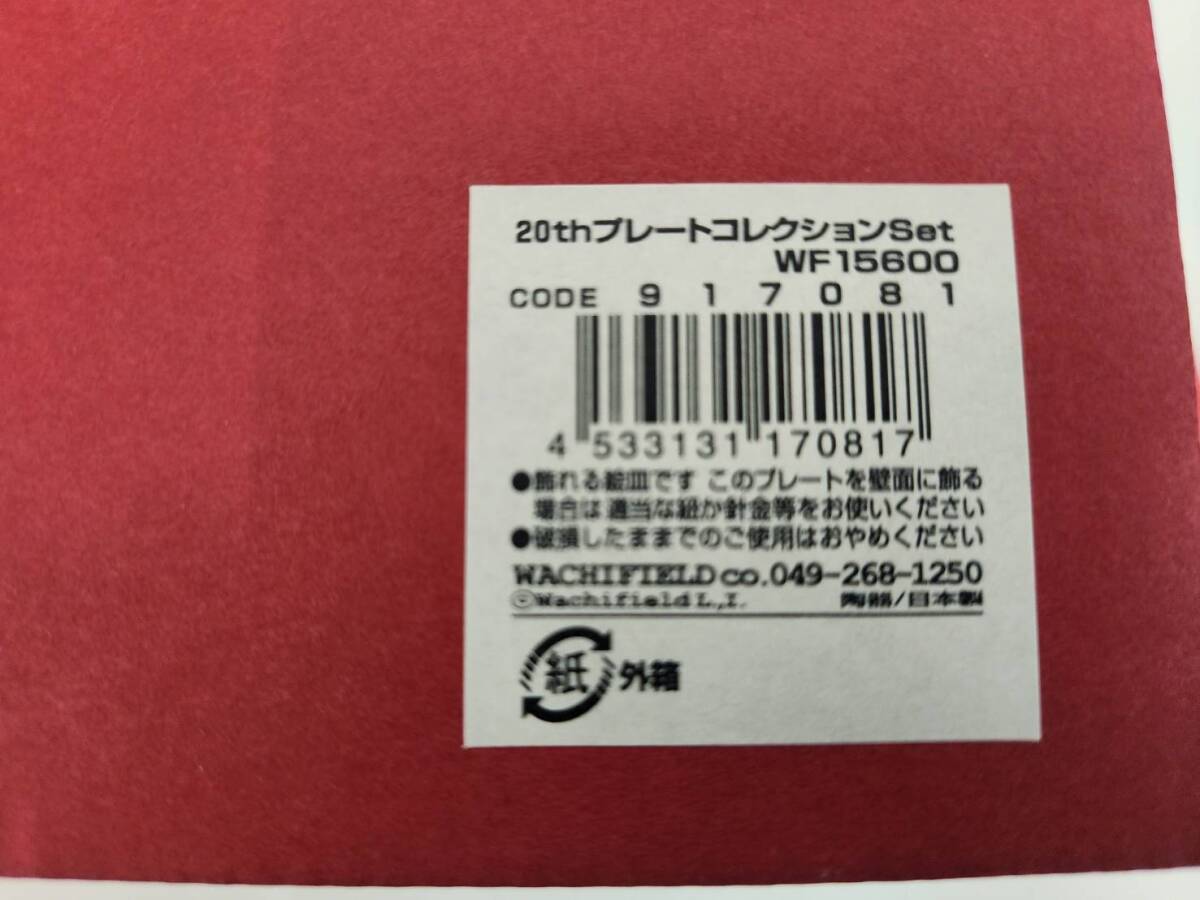 20thプレートコレクションSet
WF15600
CODE 917081
4 533131 170817
●飾れる絵皿です このプレートを壁面に飾る
場合は適当な紐か針金等をお使いください
●破損したままでのご使用はおやめください
WACHIFIELD co. 049-268-1250
©Wachifield L.,I. 陶器/日本製
紙 外箱